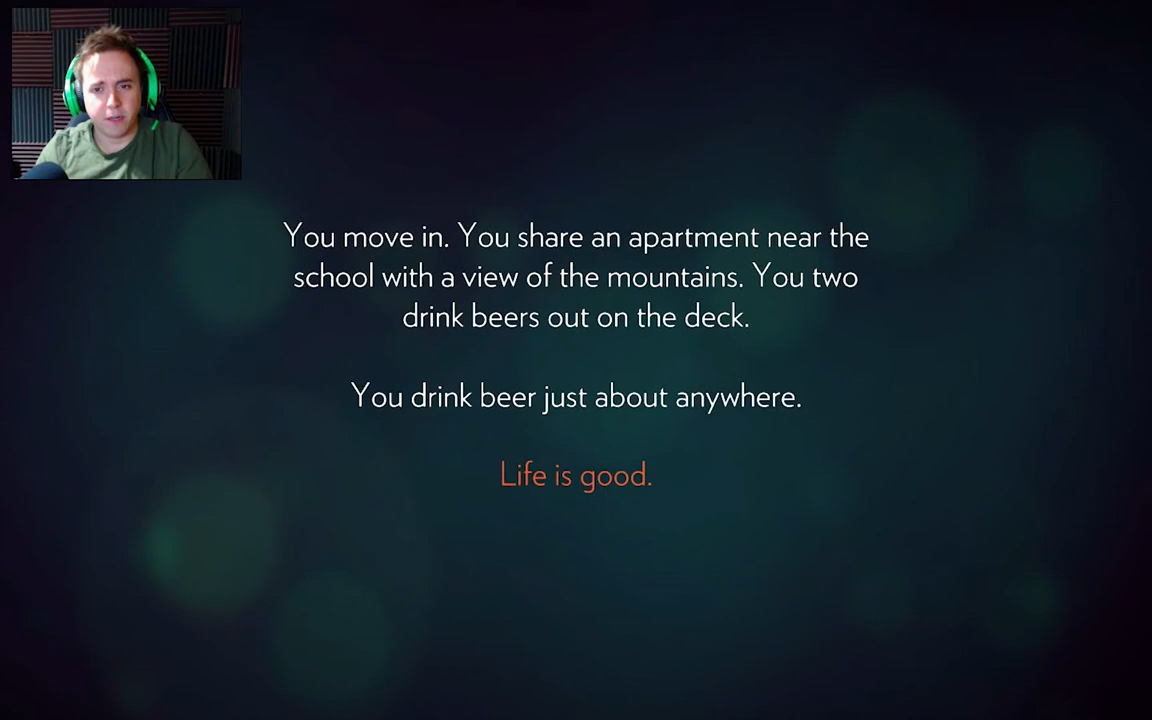 You move in. You share an apartment near the
school with a view of the mountains. You two
drink beers out on the deck.
You drink beer just about anywhere.
Life is good.